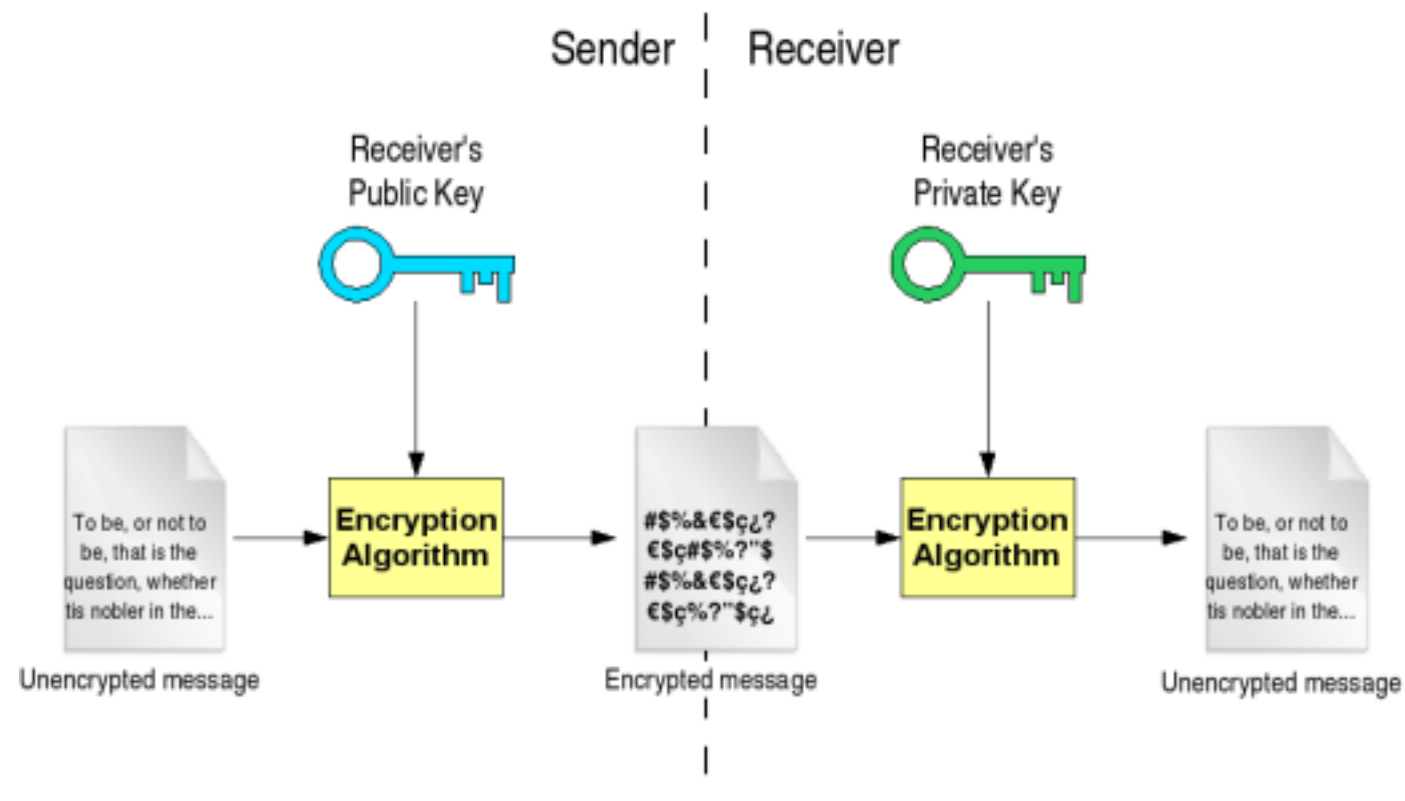 Sender
Receiver
Receiver's
Public Key
Receiver's
Private Key
To be, or not to
be, that is the
question, whether
tis nobler in the...
Unencrypted message
Encryption
Algorithm
#$%&€$ç¿?
€$ç#$%?"$
#$%&€$ç¿?
€$ç%?"$ç¿
Encrypted message
Encryption
Algorithm
To be, or not to
be, that is the
question, whether
tis nobler in the...
Unencrypted message